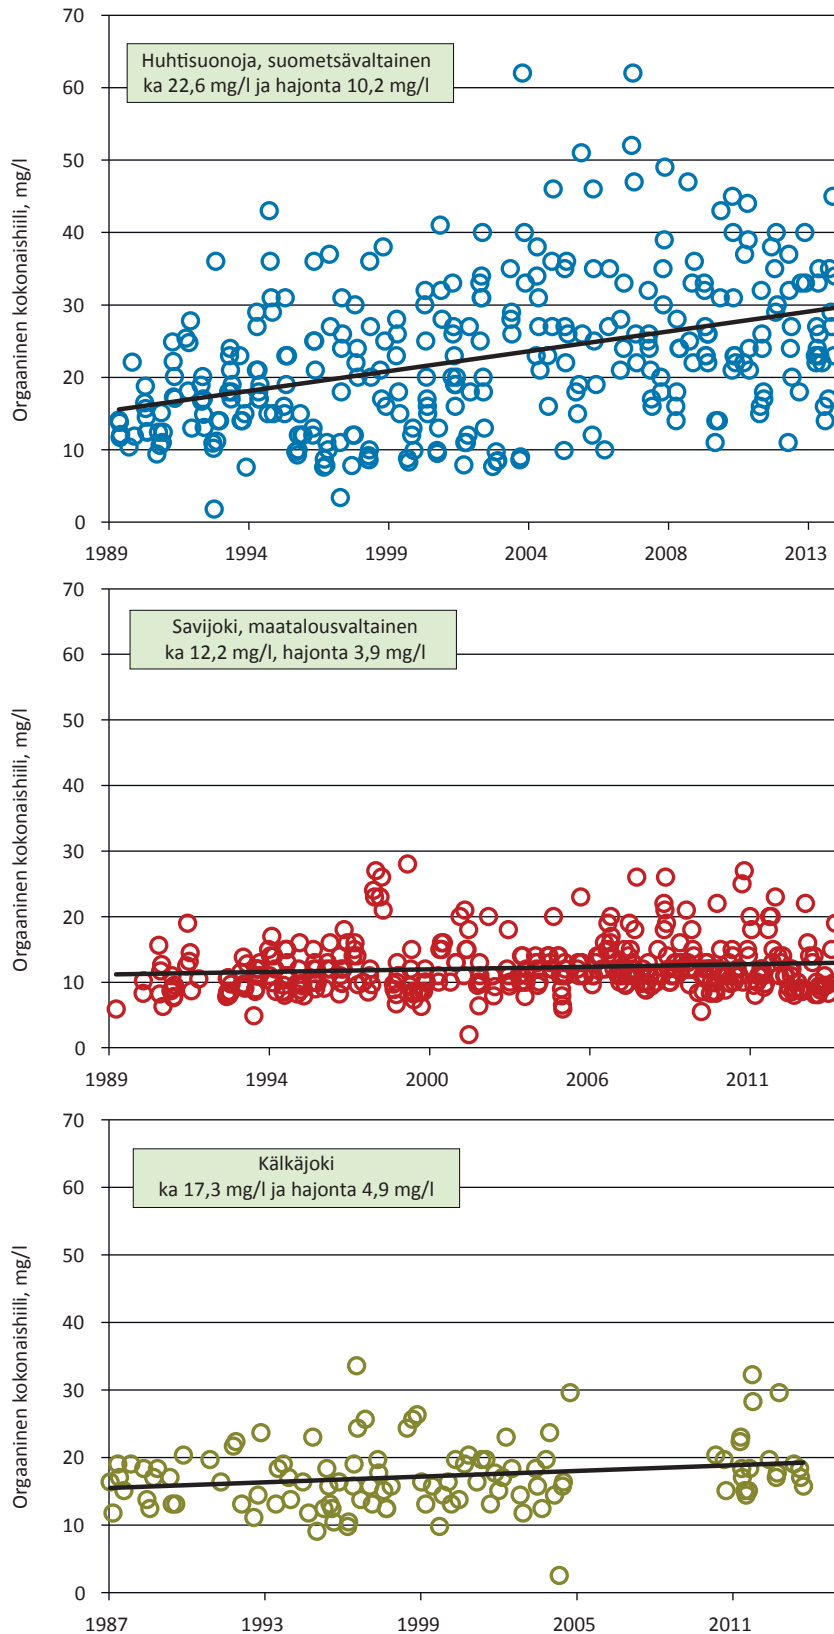 70
Huhtisuonoja, suometsävaltainen
ka 22,6 mg/l ja hajonta 10,2 mg/l
60
50
40
30
20
10
0
Orgaaninen kokonaishiili, mg/l
1989 1994 1999 2004 2008 2013
70
Savijoki, maatalousvaltainen
ka 12,2 mg/l, hajonta 3,9 mg/l
60
50
40
30
20
10
0
Orgaaninen kokonaishiili, mg/l
1989 1994 2000 2006 2011
70
Kälkäjoki
ka 17,3 mg/l ja hajonta 4,9 mg/l
60
50
40
30
20
10
0
Orgaaninen kokonaishiili, mg/l
1987 1993 1999 2005 2011